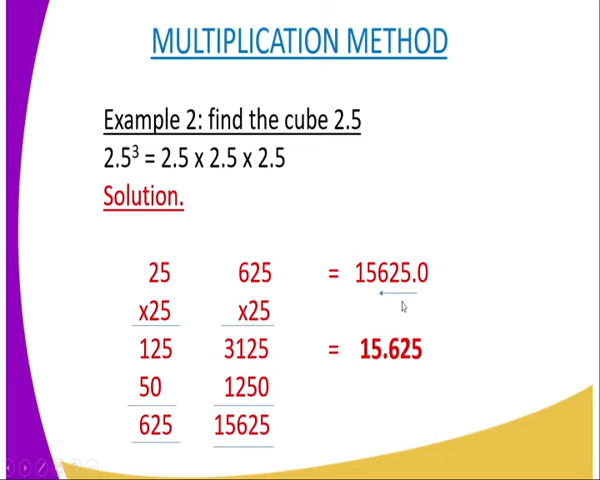 MULTIPLICATION METHOD
Example 2: find the cube 2.5
2.5³ = 2.5 x 2.5 x 2.5
Solution.
25 625 = 15625.0
x25 x25
125 3125 = 15.625
50 1250
625 15625